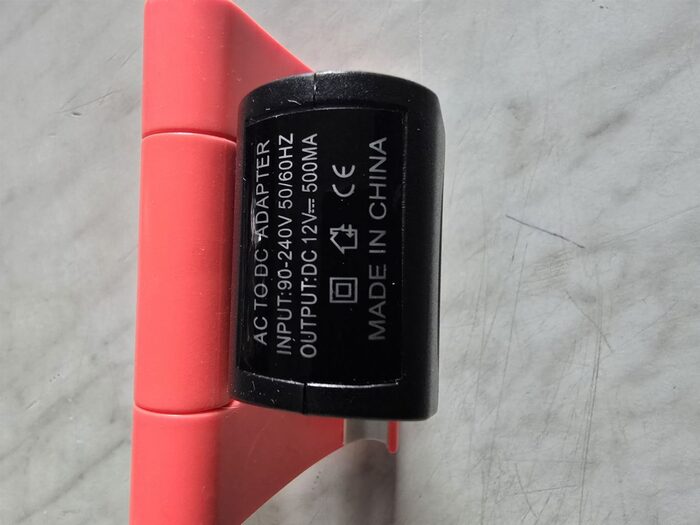 AC TO DC ADAPTER
INPUT:90-240V 50/60HZ
OUTPUT:DC 12V⎓ 500MA
CE
MADE IN CHINA